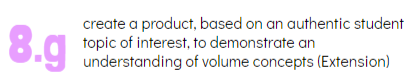 8.g
create a product, based on an authentic student
topic of interest, to demonstrate an
understanding of volume concepts (Extension)